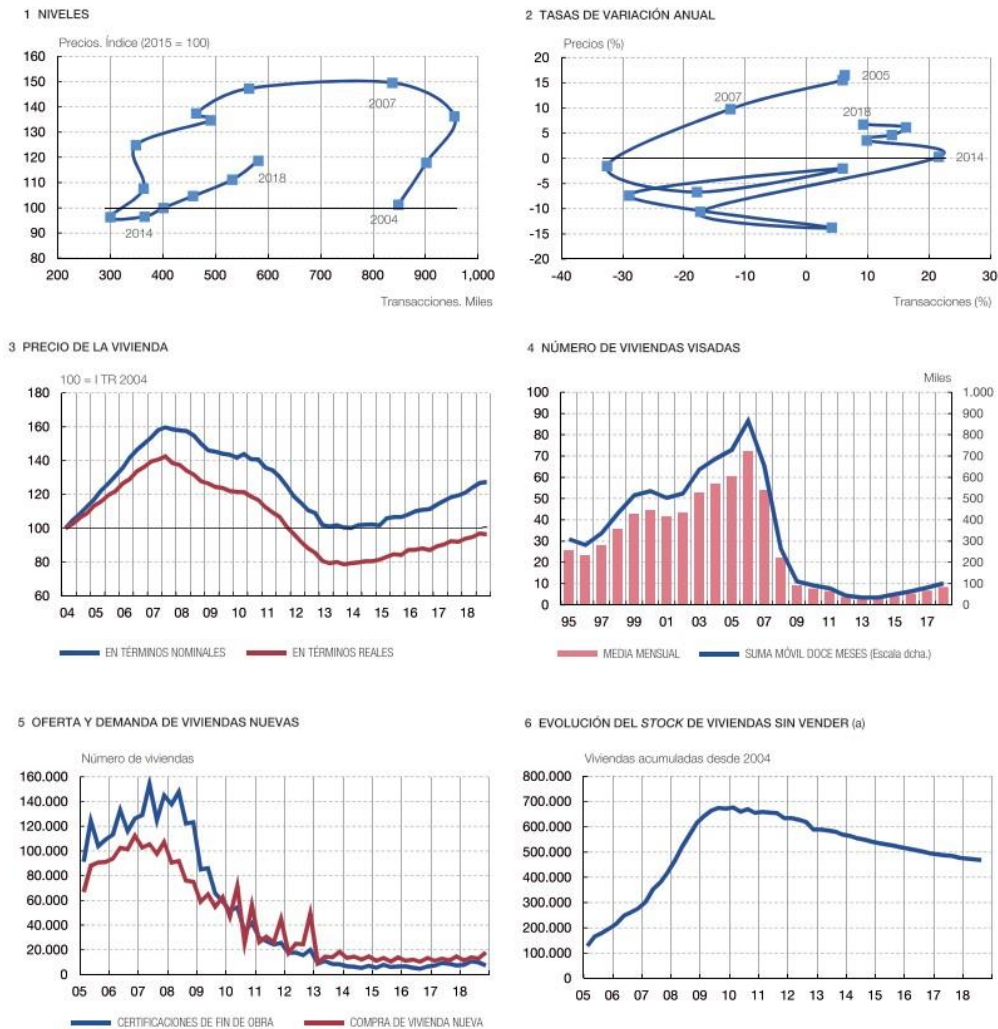 1 NIVELES
Precios. Índice (2015 = 100)
160
150
140
130
120
110
100
90
80
2007
2018
2004
2014
200 300 400 500 600 700 800 900 1,000
Transacciones. Miles
2 TASAS DE VARIACIÓN ANUAL
Precios (%)
20
15
10
5
0
-5
-10
-15
-20
2005
2007
2018
2014
-40 -30 -20 -10 0 10 20 30
Transacciones (%)
3 PRECIO DE LA VIVIENDA
100 = I TR 2004
180
160
140
120
100
80
60
04 05 06 07 08 09 10 11 12 13 14 15 16 17 18
EN TÉRMINOS NOMINALES EN TÉRMINOS REALES
4 NÚMERO DE VIVIENDAS VISADAS
Miles
100 1.000
90 900
80 800
70 700
60 600
50 500
40 400
30 300
20 200
10 100
0 0
95 97 99 01 03 05 07 09 11 13 15 17
MEDIA MENSUAL SUMA MÓVIL DOCE MESES (Escala dcha.)
5 OFERTA Y DEMANDA DE VIVIENDAS NUEVAS
Número de viviendas
160.000
140.000
120.000
100.000
80.000
60.000
40.000
20.000
0
05 06 07 08 09 10 11 12 13 14 15 16 17 18
CERTIFICACIONES DE FIN DE OBRA COMPRA DE VIVIENDA NUEVA
6 EVOLUCIÓN DEL STOCK DE VIVIENDAS SIN VENDER (a)
Viviendas acumuladas desde 2004
800.000
700.000
600.000
500.000
400.000
300.000
200.000
100.000
0
05 06 07 08 09 10 11 12 13 14 15 16 17 18